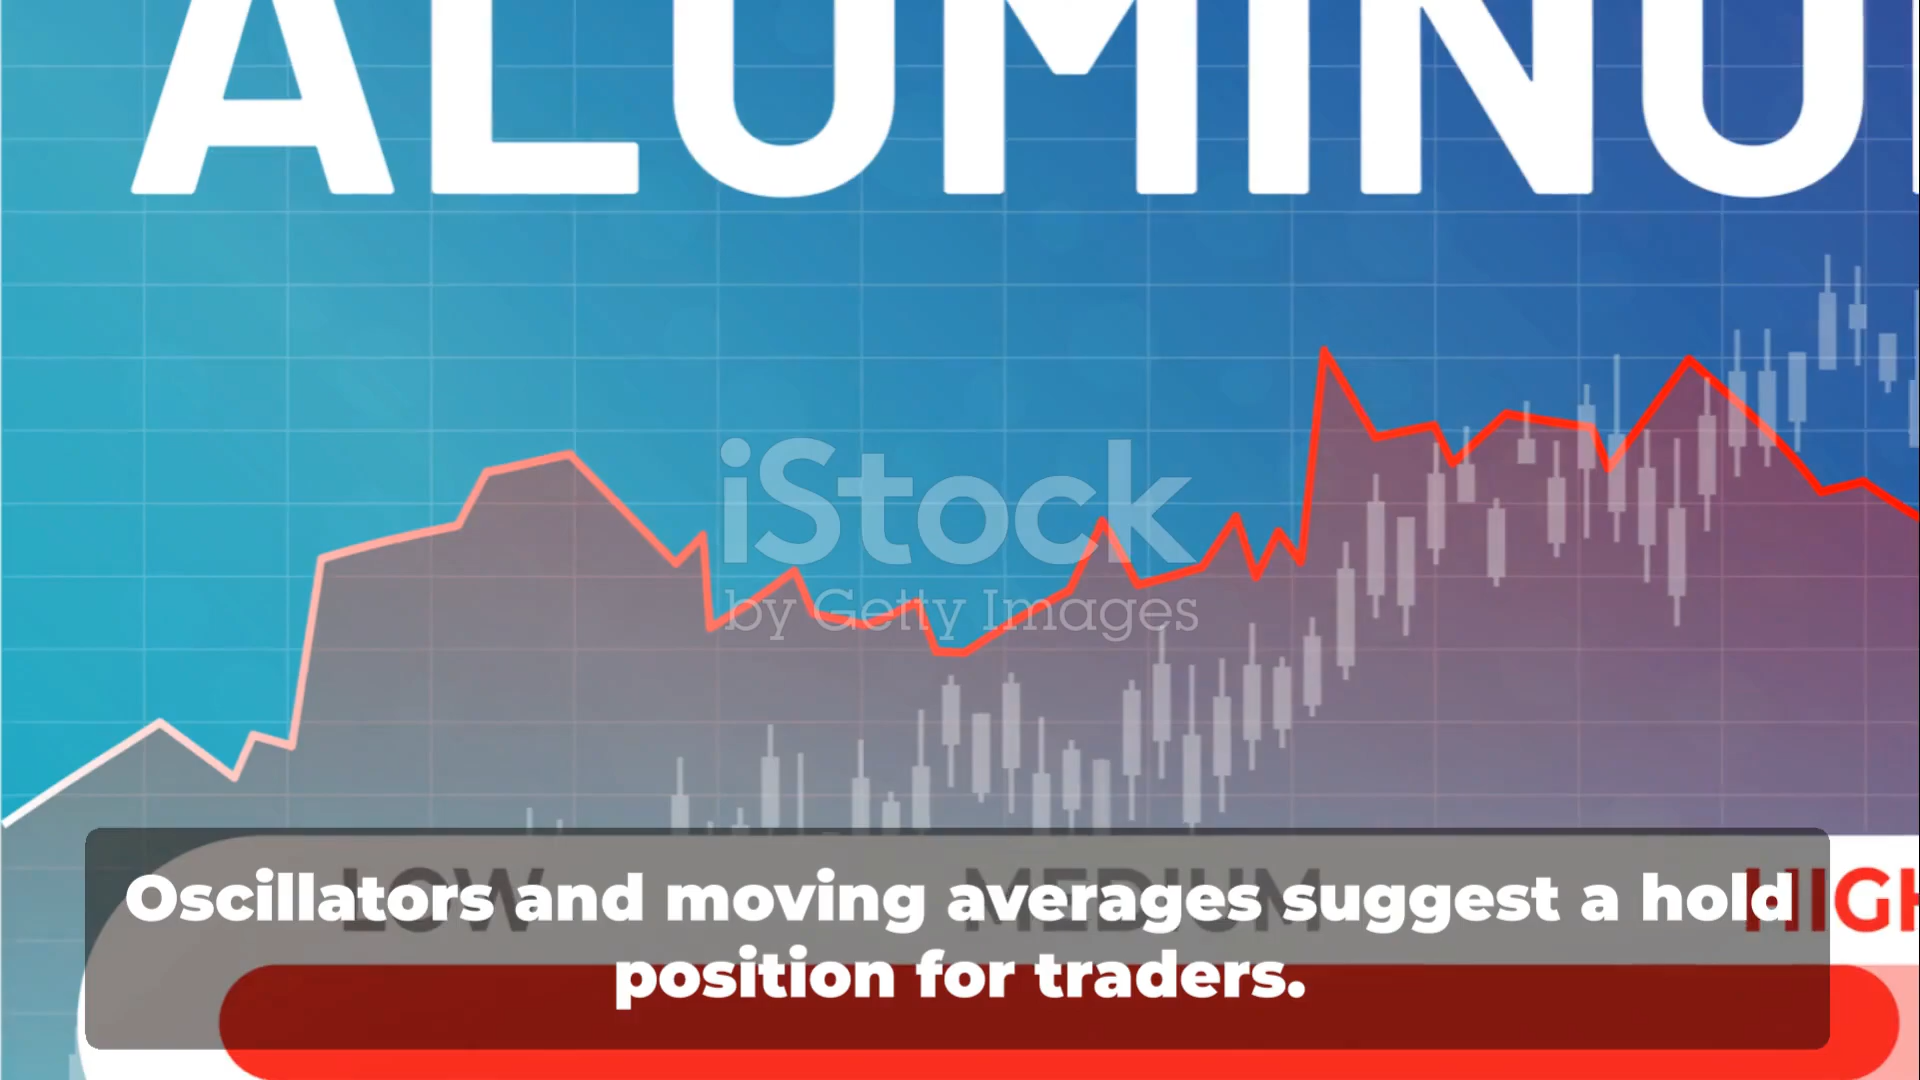 ALUMINU
iStock
by Getty Images
LOW MEDIUM HIGH
Oscillators and moving averages suggest a hold
position for traders.